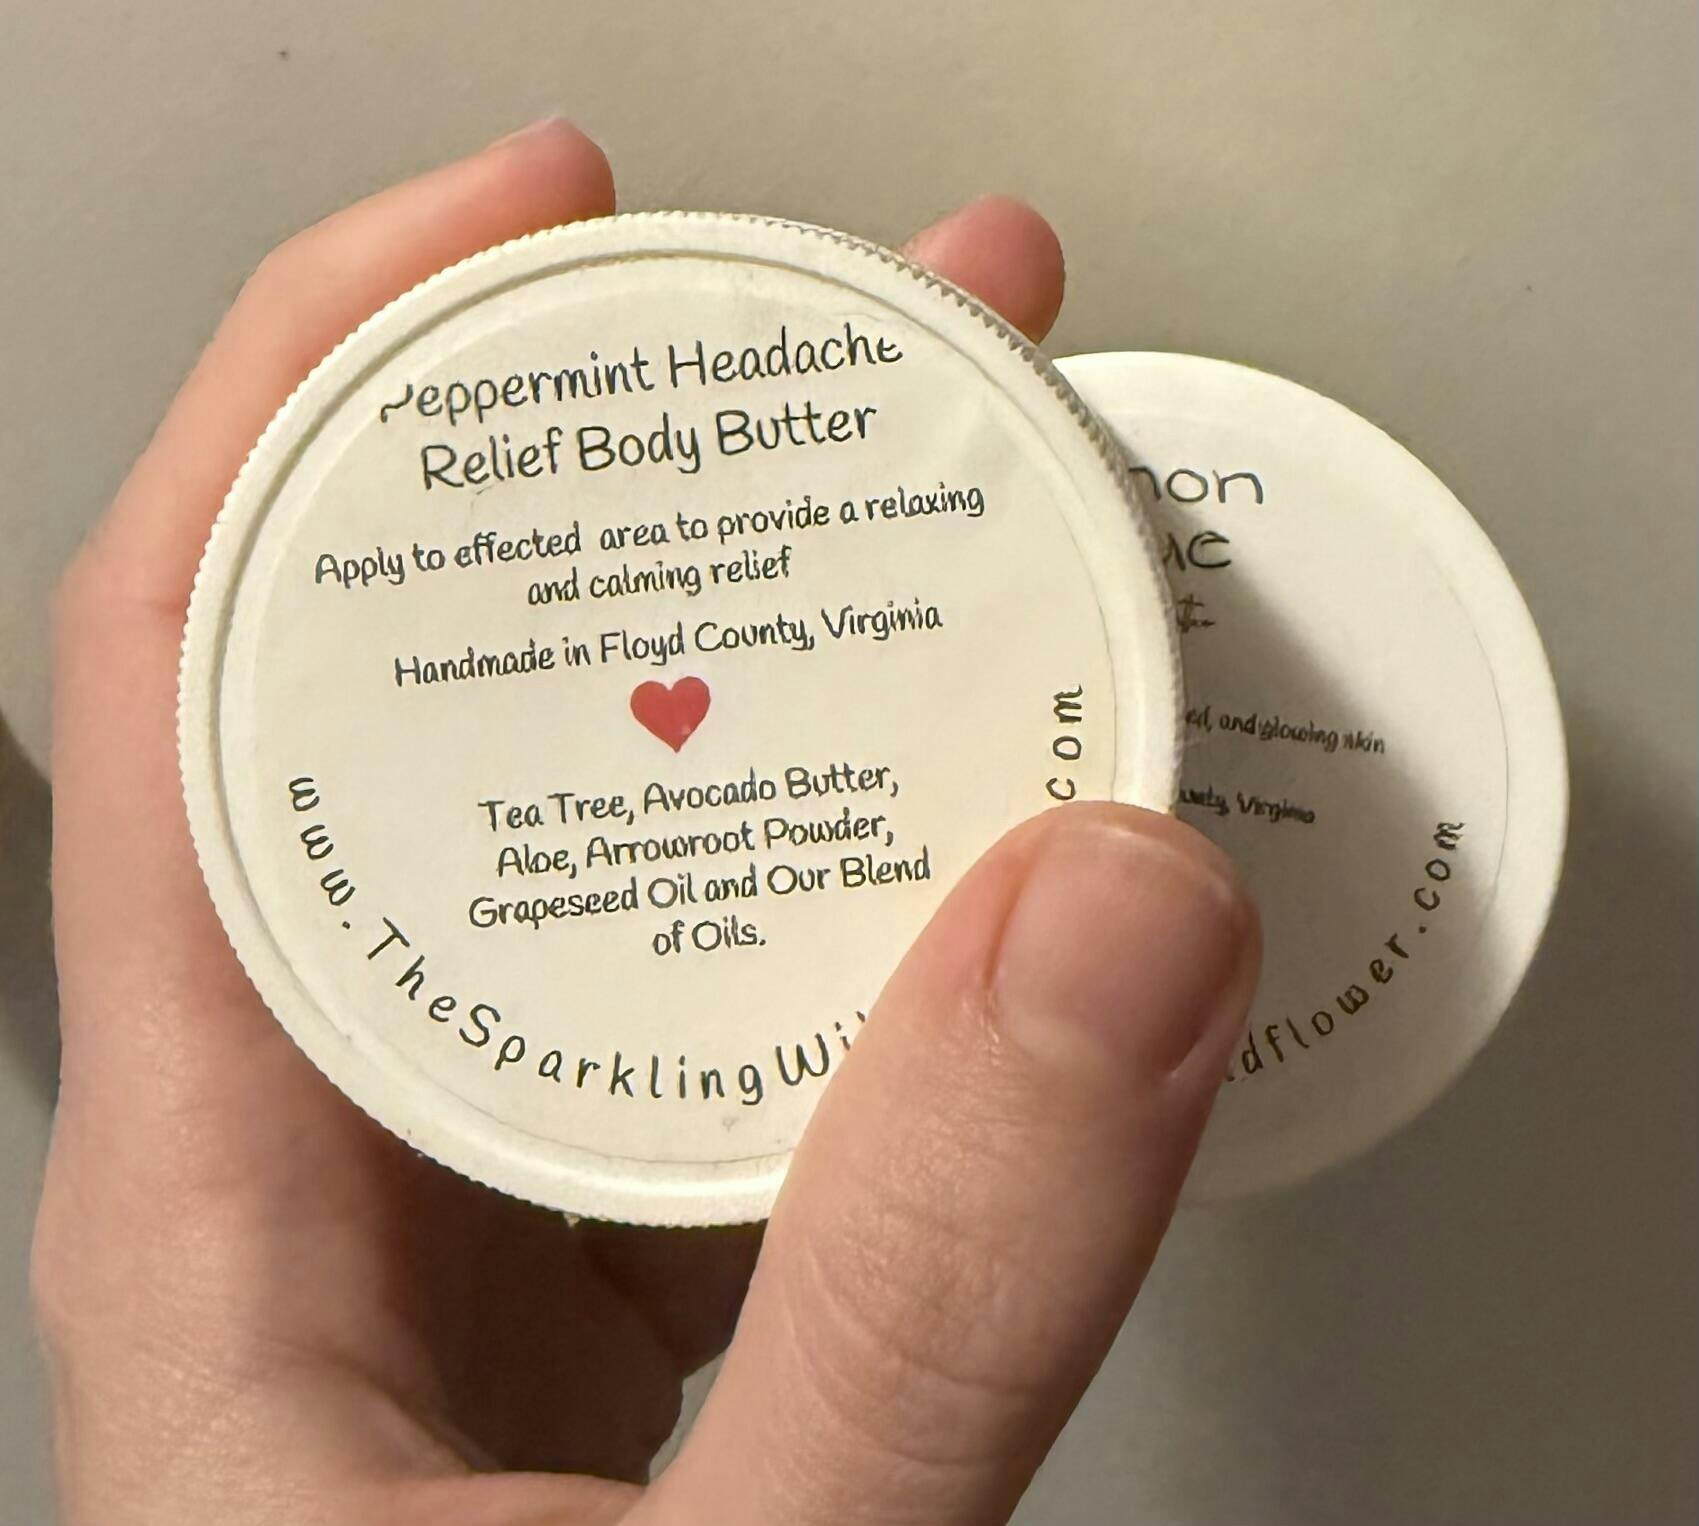 Peppermint Headache
Relief Body Butter
Apply to effected area to provide a relaxing
and calming relief
Handmade in Floyd County, Virginia
Tea Tree, Avocado Butter,
Aloe, Arrowroot Powder,
Grapeseed Oil and Our Blend
of Oils.
www.TheSparklingWi
com
and glowing skin
Virginia
dflower.com